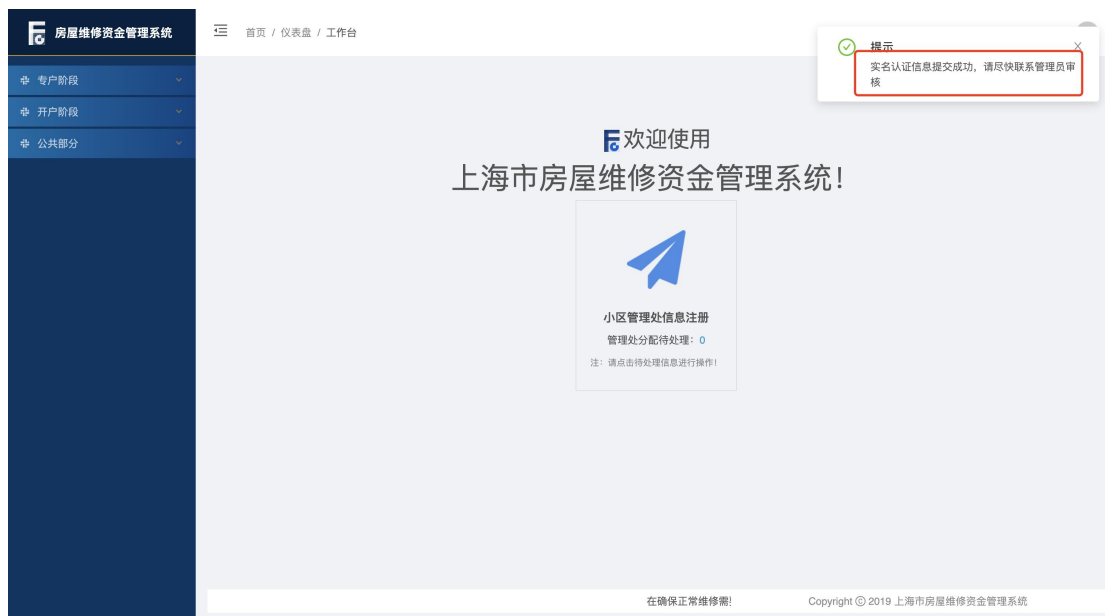 房屋维修资金管理系统
首页 / 仪表盘 / 工作台
提示
实名认证信息提交成功，请尽快联系管理员审
核
专户阶段
开户阶段
公共部分
欢迎使用
上海市房屋维修资金管理系统!
小区管理处信息注册
管理处分配待处理：0
注：请点击待处理信息进行操作!
在确保正常维修需!
Copyright © 2019 上海市房屋维修资金管理系统